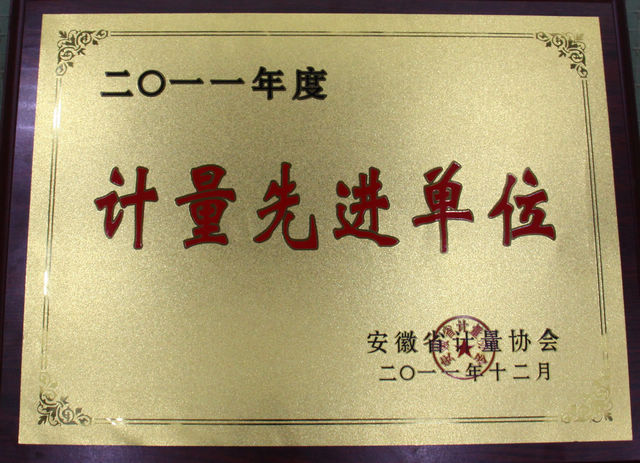 二〇一一年度
计量先进单位
安徽省计量协会
二〇一一年十二月